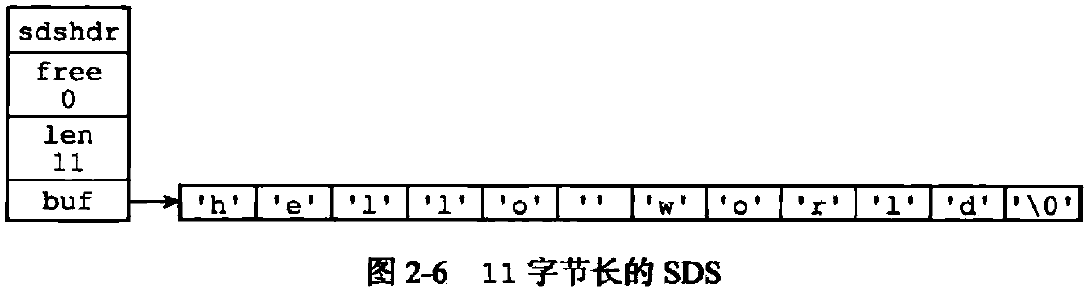 sdshdr
free
0
len
11
buf
'h' 'e' 'l' 'l' 'o' ' ' 'w' 'o' 'r' 'l' 'd' '\0'
图 2-6 11 字节长的 SDS